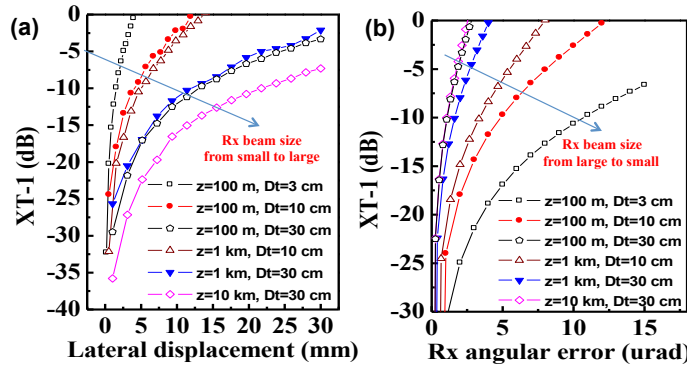 (a)
XT-1 (dB)
0
-5
-10
-15
-20
-25
-30
-35
-40
Rx beam size
from small to large
z=100 m, Dt=3 cm
z=100 m, Dt=10 cm
z=100 m, Dt=30 cm
z=1 km, Dt=10 cm
z=1 km, Dt=30 cm
z=10 km, Dt=30 cm
0 5 10 15 20 25 30
Lateral displacement (mm)
(b)
XT-1 (dB)
0
-5
-10
-15
-20
-25
-30
Rx beam size
from large to small
z=100 m, Dt=3 cm
z=100 m, Dt=10 cm
z=100 m, Dt=30 cm
z=1 km, Dt=10 cm
z=1 km, Dt=30 cm
z=10 km, Dt=30 cm
0 5 10 15
Rx angular error (urad)